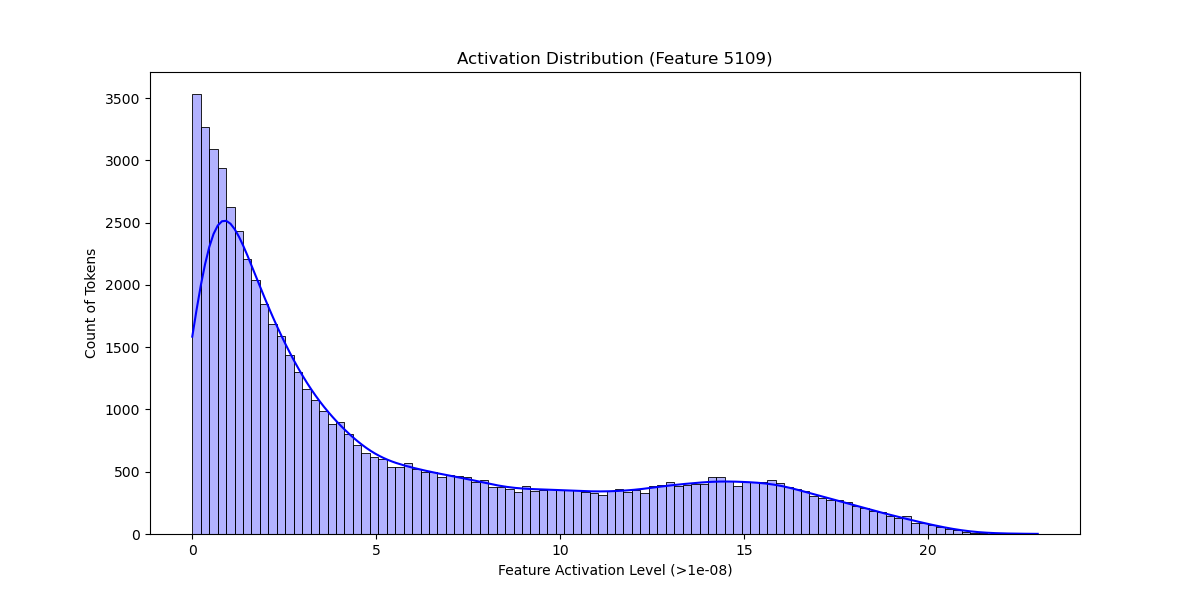 Activation Distribution (Feature 5109)
3500
3000
2500
2000
1500
1000
500
0
Count of Tokens
0 5 10 15 20
Feature Activation Level (>1e-08)